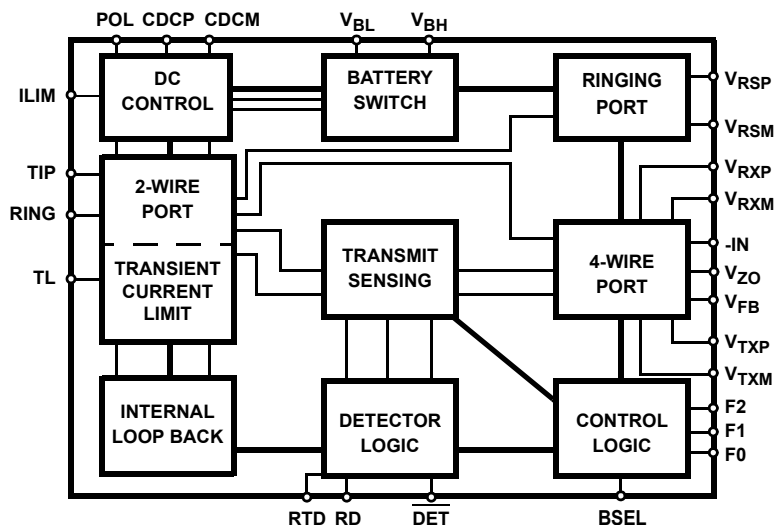 POL CDCP CDCM VBL VBH
DC
CONTROL
BATTERY
SWITCH
RINGING
PORT
ILIM
VRSP
VRSM
TIP
RING
TL
2-WIRE
PORT
TRANSIENT
CURRENT
LIMIT
TRANSMIT
SENSING
4-WIRE
PORT
VRXP
VRXM
-IN
VZO
VFB
VTXP
VTXM
INTERNAL
LOOP BACK
DETECTOR
LOGIC
CONTROL
LOGIC
F2
F1
F0
RTD RD DET BSEL